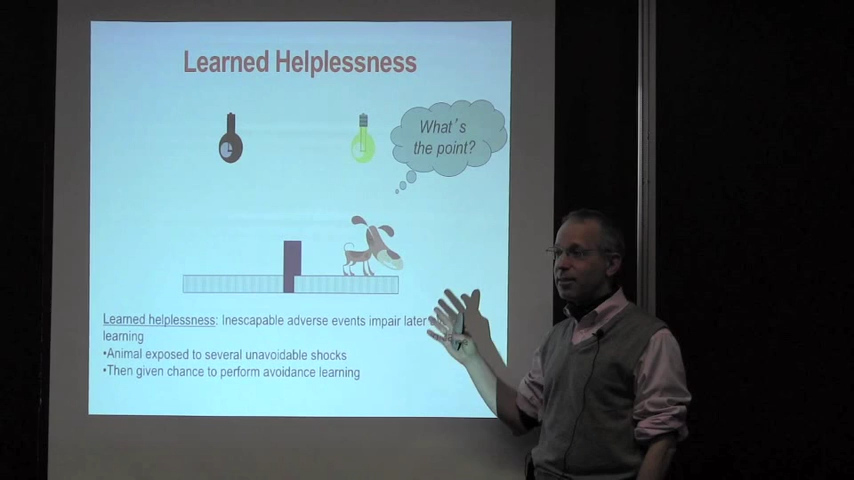 Learned Helplessness
What's
the point?
Learned helplessness: Inescapable adverse events impair later
learning
•Animal exposed to several unavoidable shocks
•Then given chance to perform avoidance learning